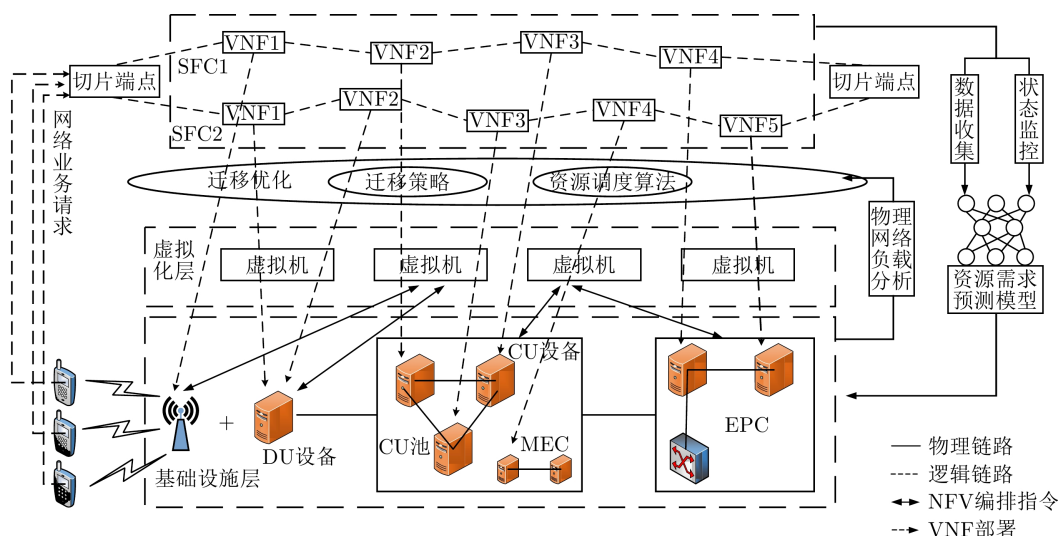 VNF1
VNF2
VNF3
VNF4
SFC1
切片端点
切片端点
VNF1
VNF2
VNF3
VNF4
VNF5
SFC2
网络业务请求
数据收集
状态监控
迁移优化
迁移策略
资源调度算法
物理
网络
负载
分析
虚拟
化层
虚拟机
虚拟机
虚拟机
虚拟机
资源需求
预测模型
CU设备
+
DU设备
CU池
MEC
EPC
基础设施层
物理链路
逻辑链路
NFV编排指令
VNF部署